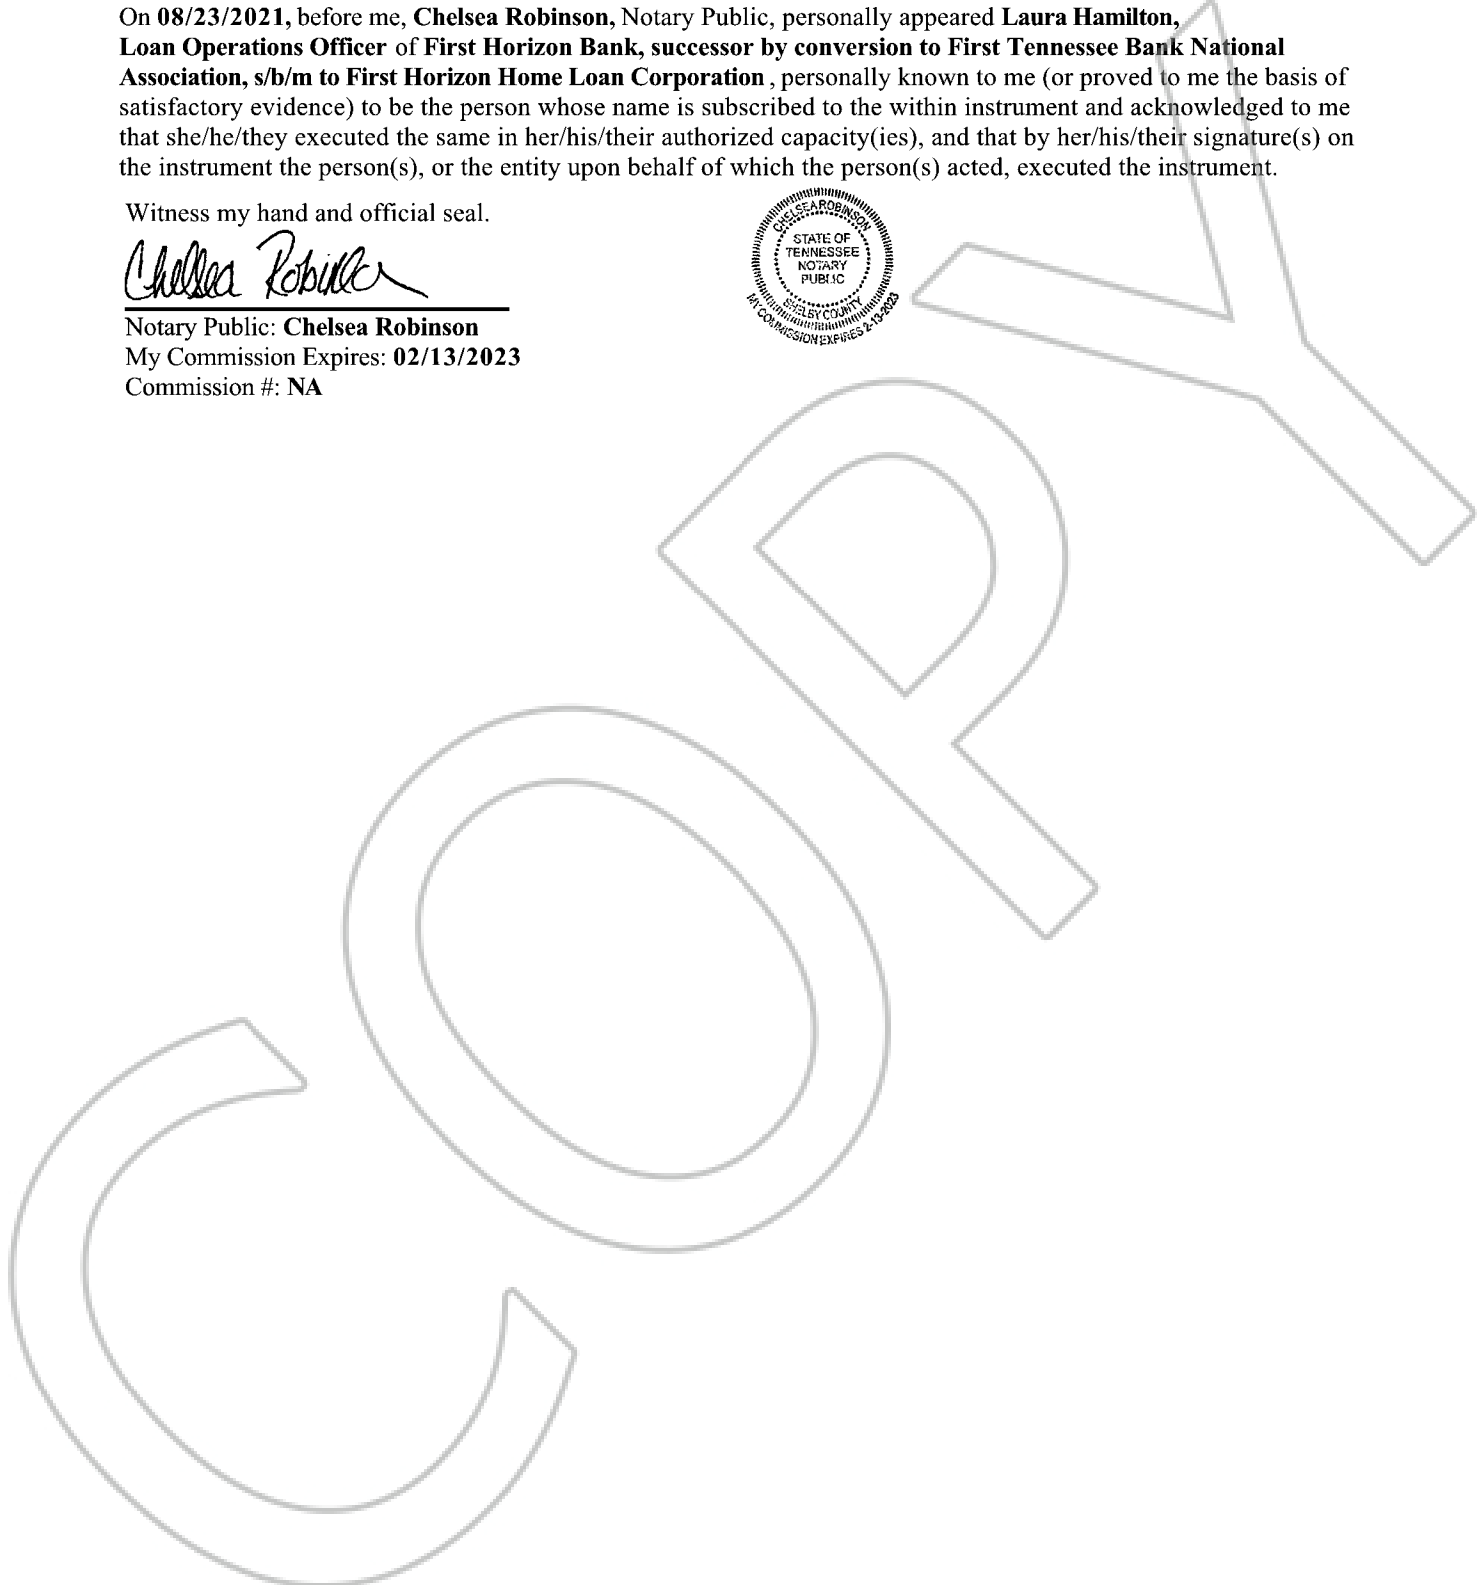 On 08/23/2021, before me, Chelsea Robinson, Notary Public, personally appeared Laura Hamilton,
Loan Operations Officer of First Horizon Bank, successor by conversion to First Tennessee Bank National
Association, s/b/m to First Horizon Home Loan Corporation, personally known to me (or proved to me the basis of
satisfactory evidence) to be the person whose name is subscribed to the within instrument and acknowledged to me
that she/he/they executed the same in her/his/their authorized capacity(ies), and that by her/his/their signature(s) on
the instrument the person(s), or the entity upon behalf of which the person(s) acted, executed the instrument.
Witness my hand and official seal.
Chelsea Robinson
Notary Public: Chelsea Robinson
My Commission Expires: 02/13/2023
Commission #: NA
CHELSEA ROBINSON
STATE OF
TENNESSEE
NOTARY
PUBLIC
SHELBY COUNTY
MY COMMISSION EXPIRES 2-13-2023
COPY